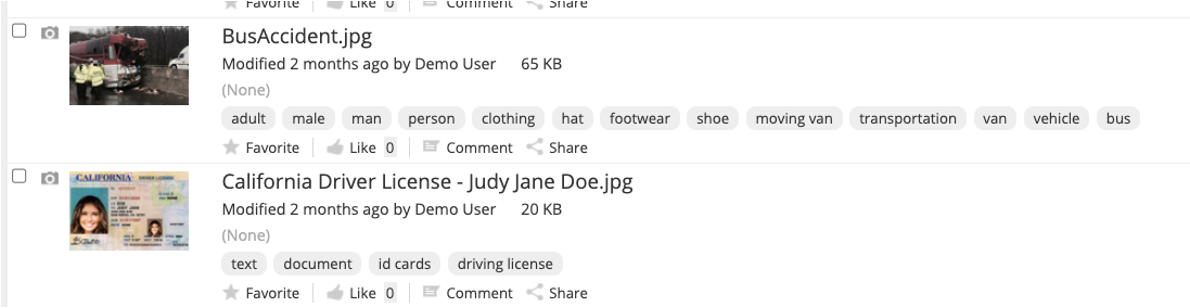 Favorite Like 0 Comment Share
BusAccident.jpg
Modified 2 months ago by Demo User 65 KB
(None)
adult male man person clothing hat footwear shoe moving van transportation van vehicle bus
Favorite Like 0 Comment Share
California Driver License - Judy Jane Doe.jpg
Modified 2 months ago by Demo User 20 KB
CALIFORNIA DRIVER LICENSE
(None)
text document id cards driving license
Favorite Like 0 Comment Share